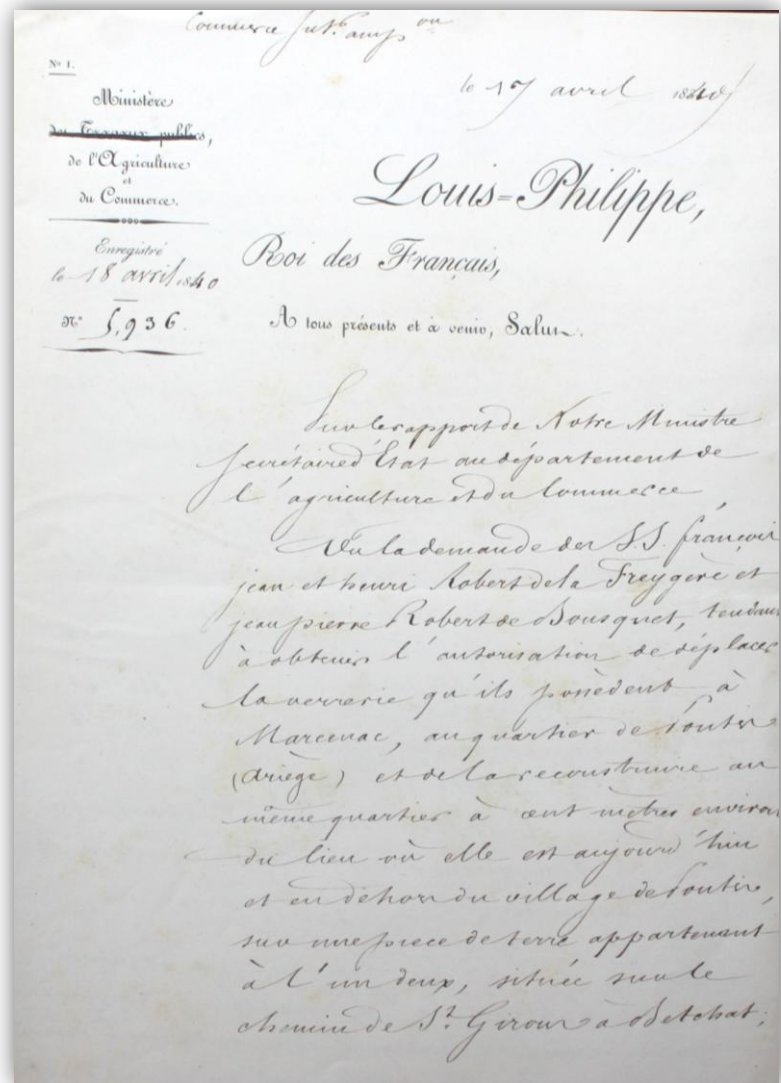 Commerce Int.r
le 17 avril 1840
No 1.
Ministère
des Travaux publics,
de l'Agriculture
et
du Commerce.
Enregistré
le 18 avril 1840
No 5,936.
Louis=Philippe,
Roi des Français,
A tous présents et à venir, Salut.
Sur le rapport de Notre Ministre
secrétaire d'État au département de
l'agriculture et du Commerce
Vu la demande des S.S. françois
jean et henri Robert de la Freygère et
jean pierre Robert de Bousquet, tendant
à obtenir l'autorisation de déplacer
la verrerie qu'ils possèdent à
Marcenac, au quartier de Pontin
(Ariège) et de la reconstruire au
même quartier à cent mètres environ
du lieu où elle est aujourd'hui
et en dehors du village de Pontin,
sur une piece de terre appartenant
à l'un deux, située sur le
chemin de St. Girons à Betchat;